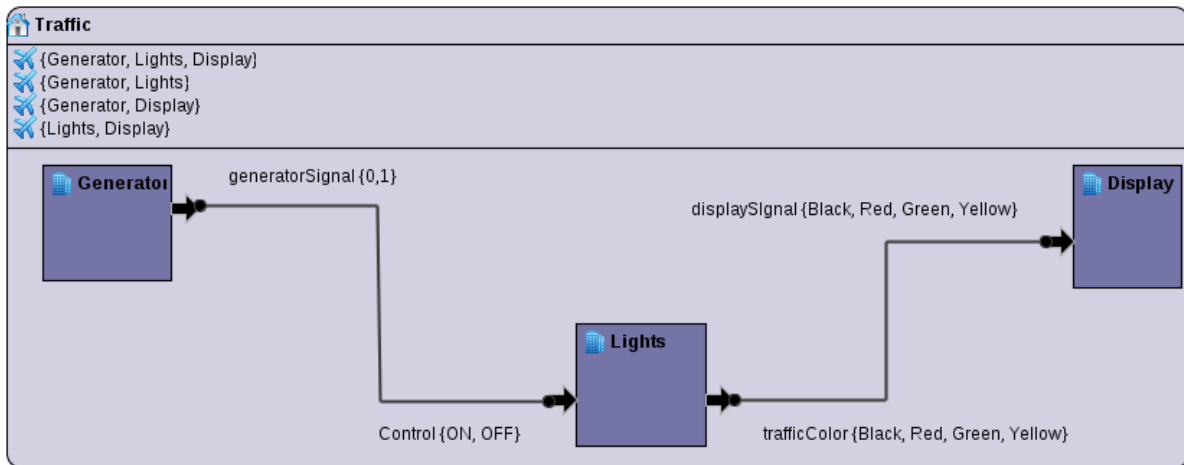 Traffic
{Generator, Lights, Display}
{Generator, Lights}
{Generator, Display}
{Lights, Display}
Generator
generatorSignal {0,1}
Display
displaySIgnal {Black, Red, Green, Yellow}
Lights
Control {ON, OFF}
trafficColor {Black, Red, Green, Yellow}